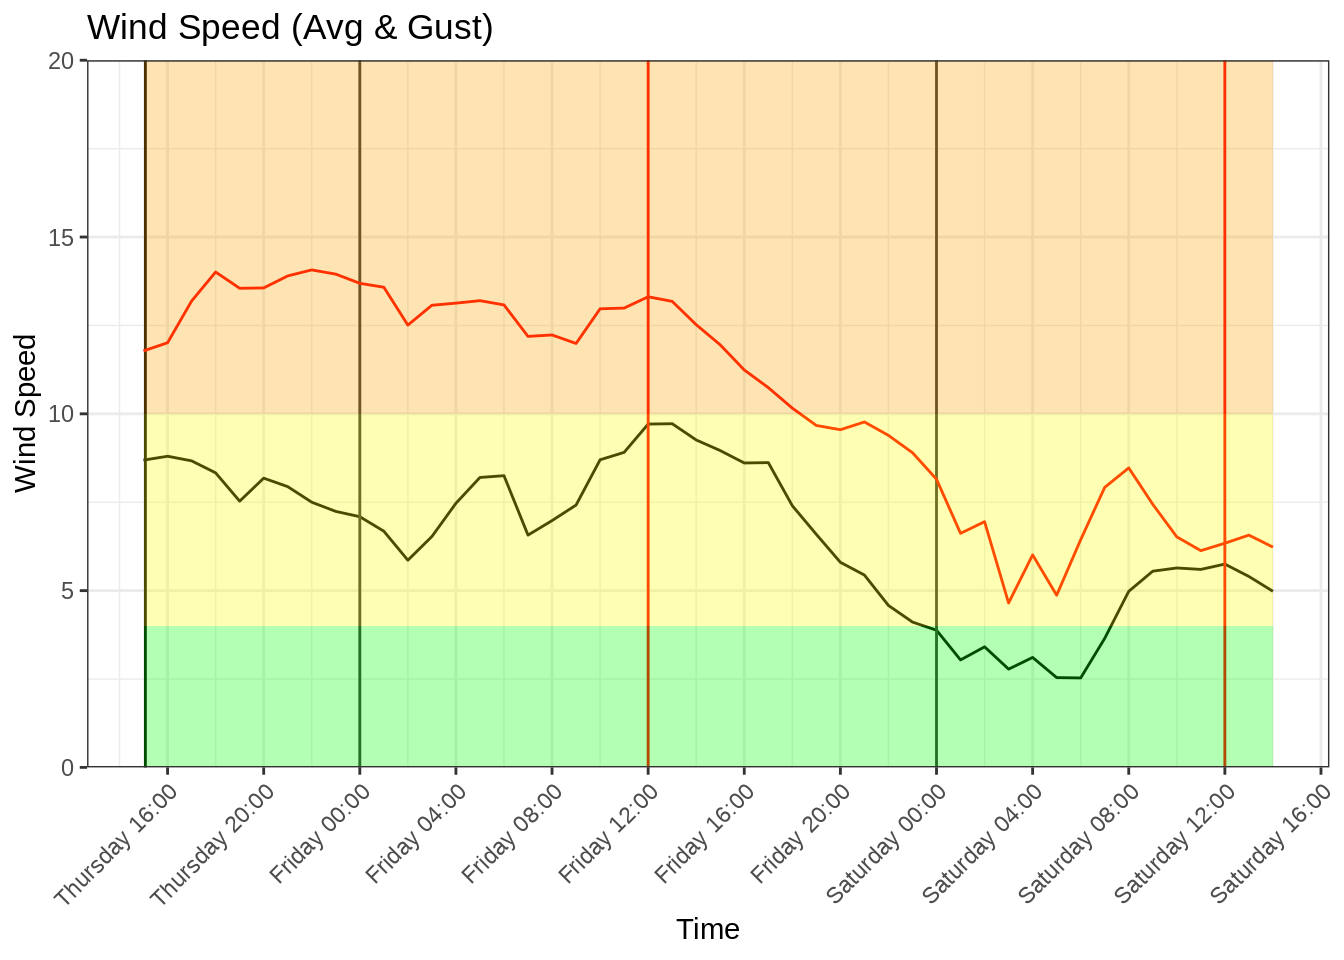 Wind Speed (Avg & Gust)
20
15
10
5
0
Wind Speed
Thursday 16:00
Thursday 20:00
Friday 00:00
Friday 04:00
Friday 08:00
Friday 12:00
Friday 16:00
Friday 20:00
Saturday 00:00
Saturday 04:00
Saturday 08:00
Saturday 12:00
Saturday 16:00
Time